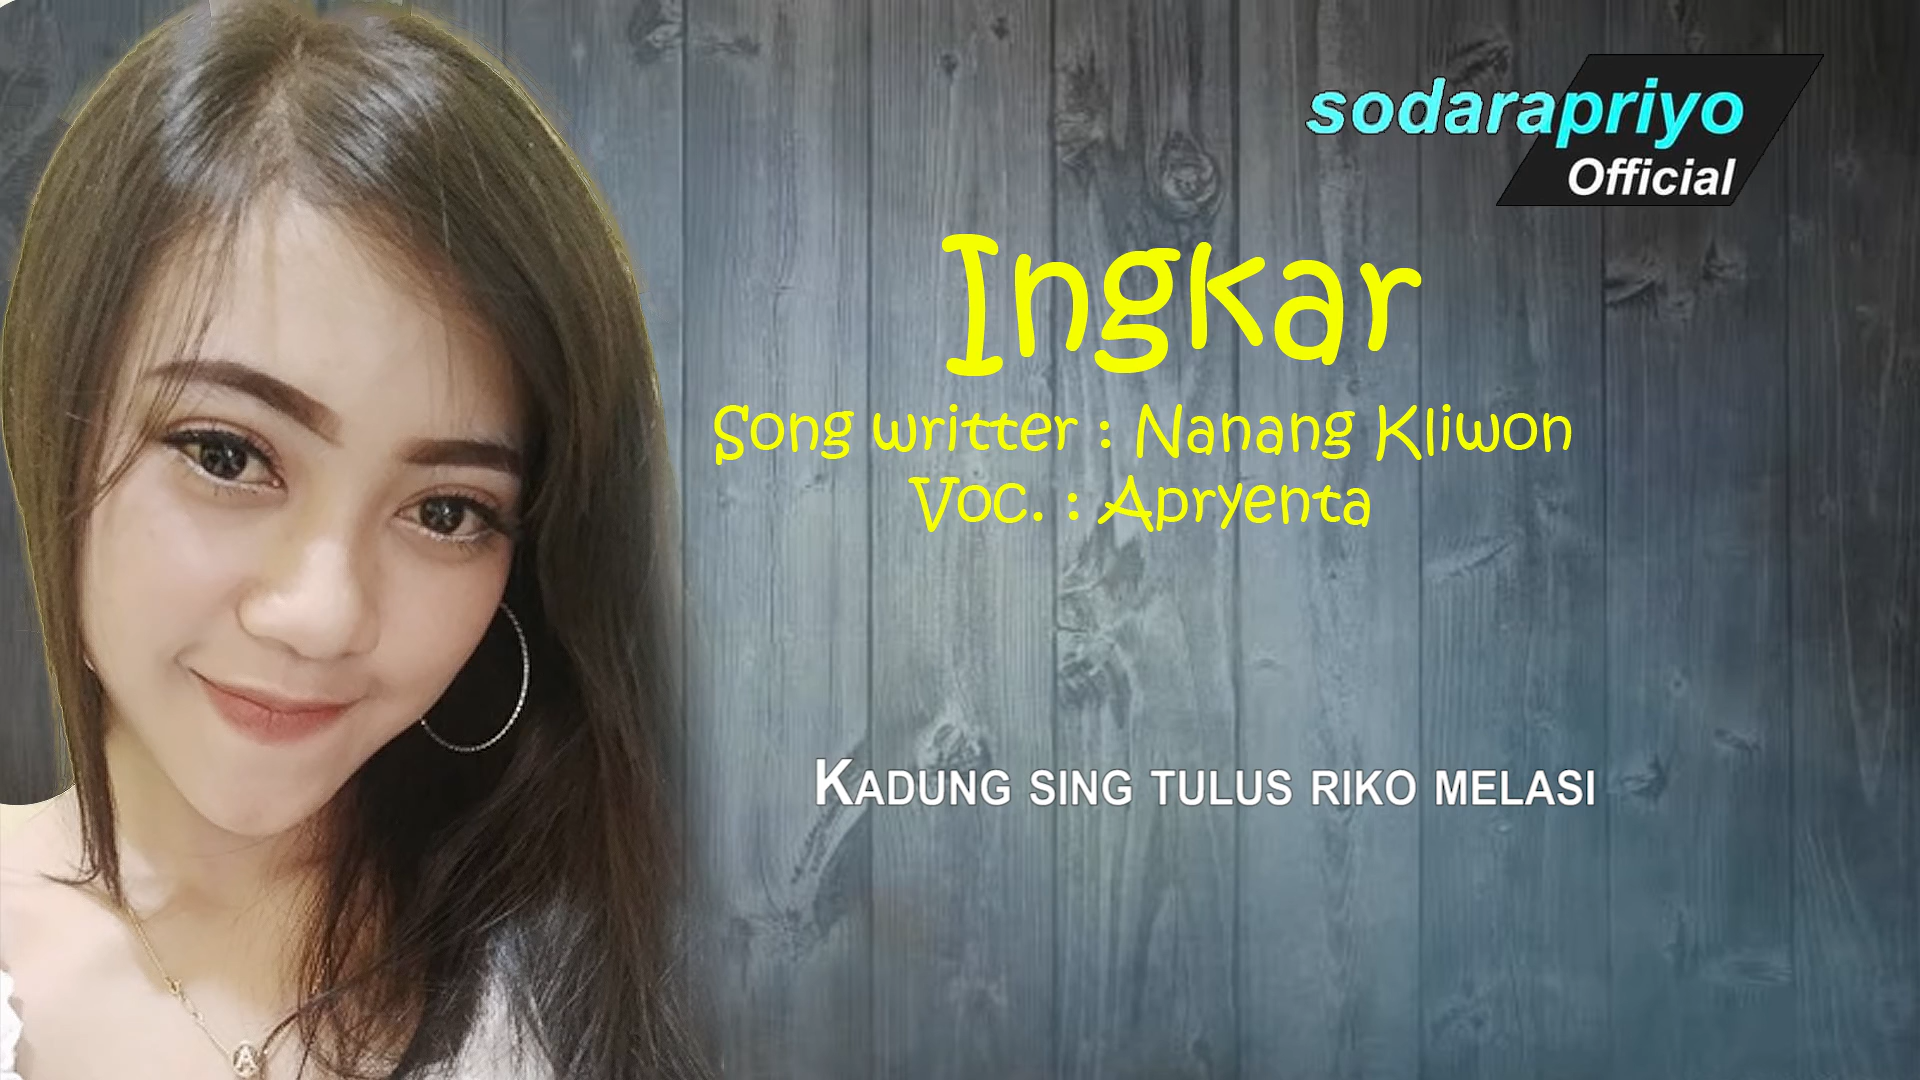 sodarapriyo
Official
Ingkar
Song writter : Nanang Kliwon
Voc. : Apryenta
KADUNG SING TULUS RIKO MELASI
A